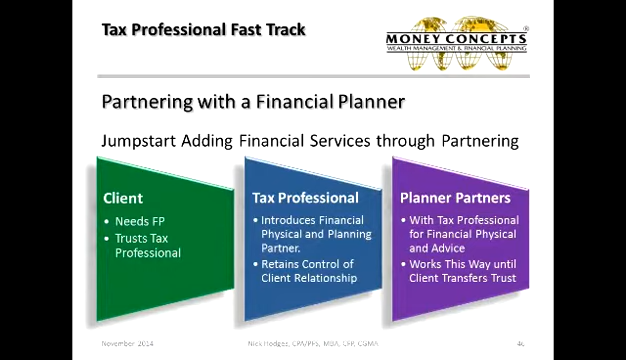 Tax Professional Fast Track
MONEY CONCEPTS®
WEALTH MANAGEMENT & FINANCIAL PLANNING
Partnering with a Financial Planner
Jumpstart Adding Financial Services through Partnering
Client
• Needs FP
• Trusts Tax
Professional
Tax Professional
• Introduces Financial
Physical and Planning
Partner.
• Retains Control of
Client Relationship
Planner Partners
• With Tax Professional
for Financial Physical
and Advice
• Works This Way until
Client Transfers Trust
November 2014
Nick Hodges, CPA/PFS, MBA, CFP, CGMA
46